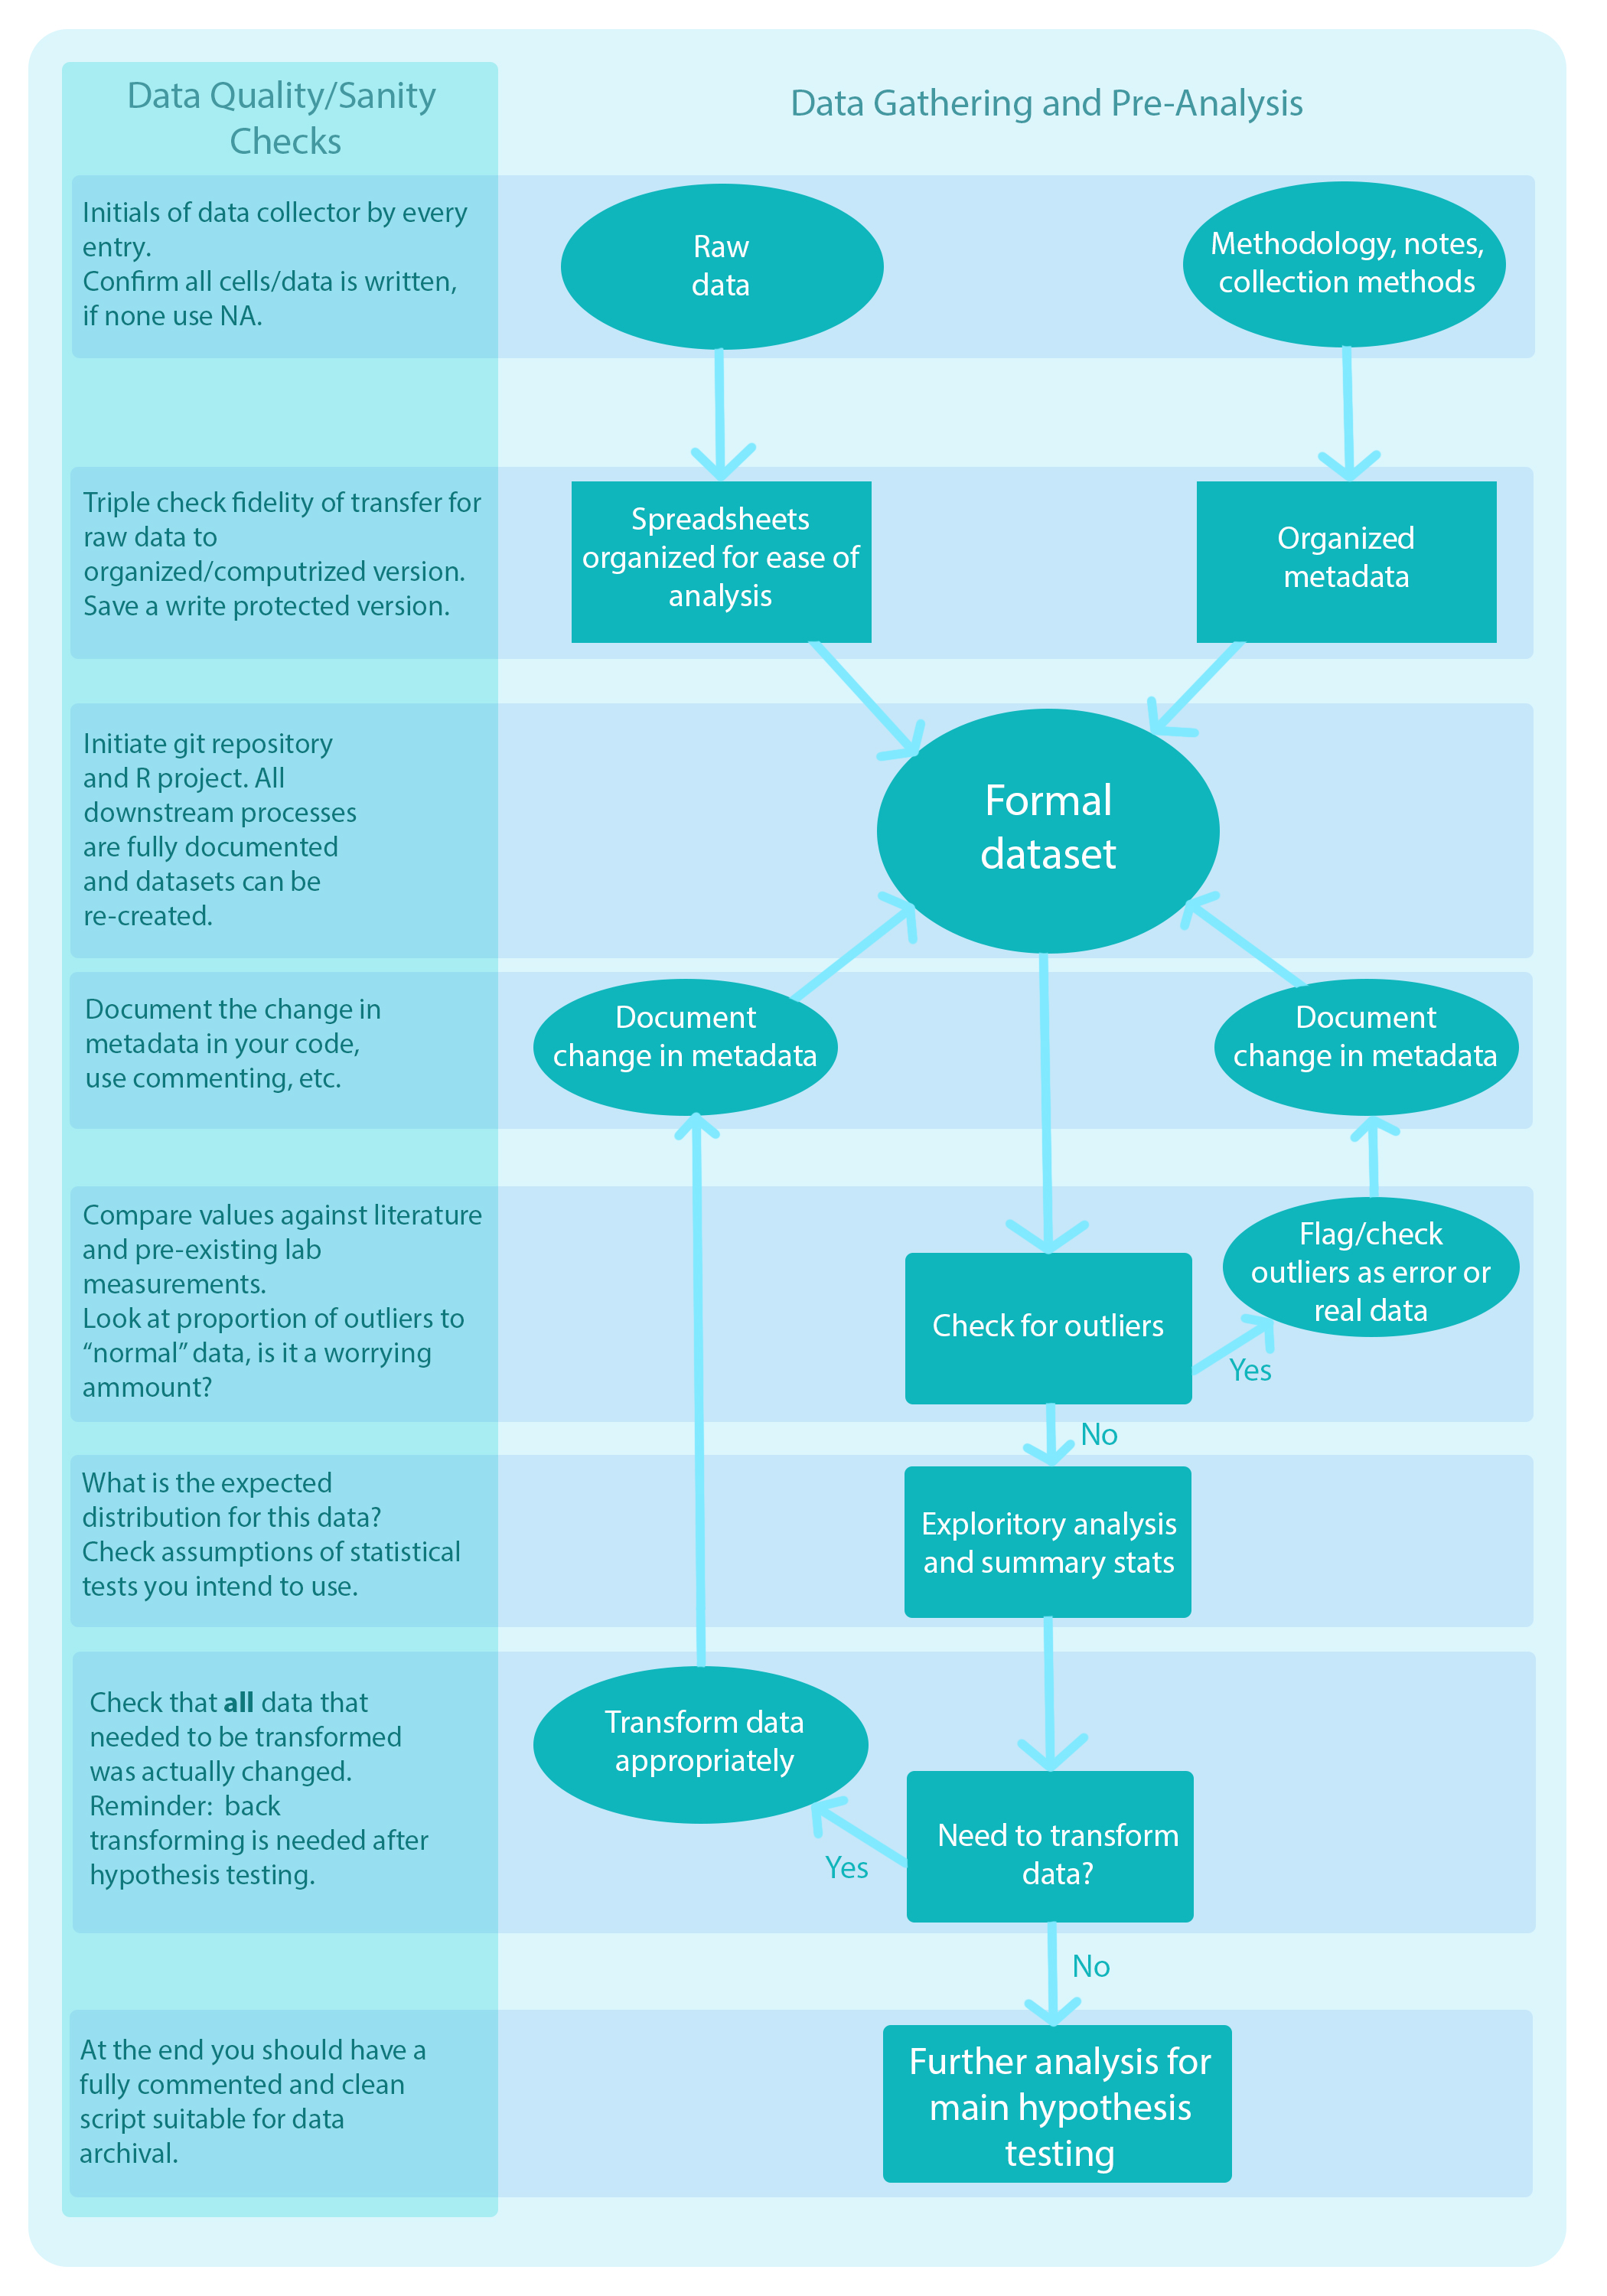 Data Quality/Sanity
Checks
Data Gathering and Pre-Analysis
Initials of data collector by every
entry.
Confirm all cells/data is written,
if none use NA.
Raw
data
Methodology, notes,
collection methods
Triple check fidelity of transfer for
raw data to
organized/computrized version.
Save a write protected version.
Spreadsheets
organized for ease of
analysis
Organized
metadata
Initiate git repository
and R project. All
downstream processes
are fully documented
and datasets can be
re-created.
Formal
dataset
Document the change in
metadata in your code,
use commenting, etc.
Document
change in metadata
Document
change in metadata
Compare values against literature
and pre-existing lab
measurements.
Look at proportion of outliers to
“normal” data, is it a worrying
ammount?
Check for outliers
Flag/check
outliers as error or
real data
Yes
No
What is the expected
distribution for this data?
Check assumptions of statistical
tests you intend to use.
Exploritory analysis
and summary stats
Check that all data that
needed to be transformed
was actually changed.
Reminder:  back
transforming is needed after
hypothesis testing.
Transform data
appropriately
Need to transform
data?
Yes
No
At the end you should have a
fully commented and clean
script suitable for data
archival.
Further analysis for
main hypothesis
testing